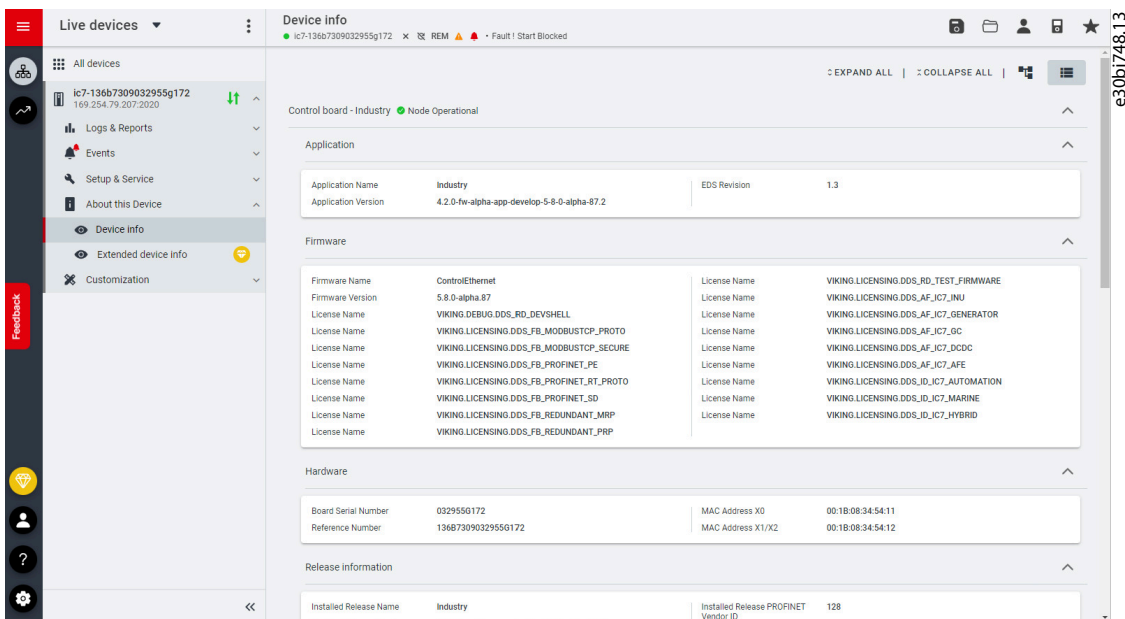 Live devices
Device info
ic7-136b7309032955g172 REM • Fault ! Start Blocked
e30bi748.13
All devices
ic7-136b7309032955g172
169.254.79.207:2020
Logs & Reports
Events
Setup & Service
About this Device
Device info
Extended device info
Customization
Feedback
EXPAND ALL | COLLAPSE ALL |
Control board - Industry Node Operational
Application
Application Name Industry EDS Revision 1.3
Application Version 4.2.0-fw-alpha-app-develop-5-8-0-alpha-87.2
Firmware
Firmware Name ControlEthernet License Name VIKING.LICENSING.DDS_RD_TEST_FIRMWARE
Firmware Version 5.8.0-alpha.87 License Name VIKING.LICENSING.DDS_AF_IC7_INU
License Name VIKING.DEBUG.DDS_RD_DEVSHELL License Name VIKING.LICENSING.DDS_AF_IC7_GENERATOR
License Name VIKING.LICENSING.DDS_FB_MODBUSTCP_PROTO License Name VIKING.LICENSING.DDS_AF_IC7_GC
License Name VIKING.LICENSING.DDS_FB_MODBUSTCP_SECURE License Name VIKING.LICENSING.DDS_AF_IC7_DCDC
License Name VIKING.LICENSING.DDS_FB_PROFINET_PE License Name VIKING.LICENSING.DDS_AF_IC7_AFE
License Name VIKING.LICENSING.DDS_FB_PROFINET_RT_PROTO License Name VIKING.LICENSING.DDS_ID_IC7_AUTOMATION
License Name VIKING.LICENSING.DDS_FB_PROFINET_SD License Name VIKING.LICENSING.DDS_ID_IC7_MARINE
License Name VIKING.LICENSING.DDS_FB_REDUNDANT_MRP License Name VIKING.LICENSING.DDS_ID_IC7_HYBRID
License Name VIKING.LICENSING.DDS_FB_REDUNDANT_PRP
Hardware
Board Serial Number 032955G172 MAC Address X0 00:1B:08:34:54:11
Reference Number 136B7309032955G172 MAC Address X1/X2 00:1B:08:34:54:12
Release information
Installed Release Name Industry Installed Release PROFINET 128
Vendor ID